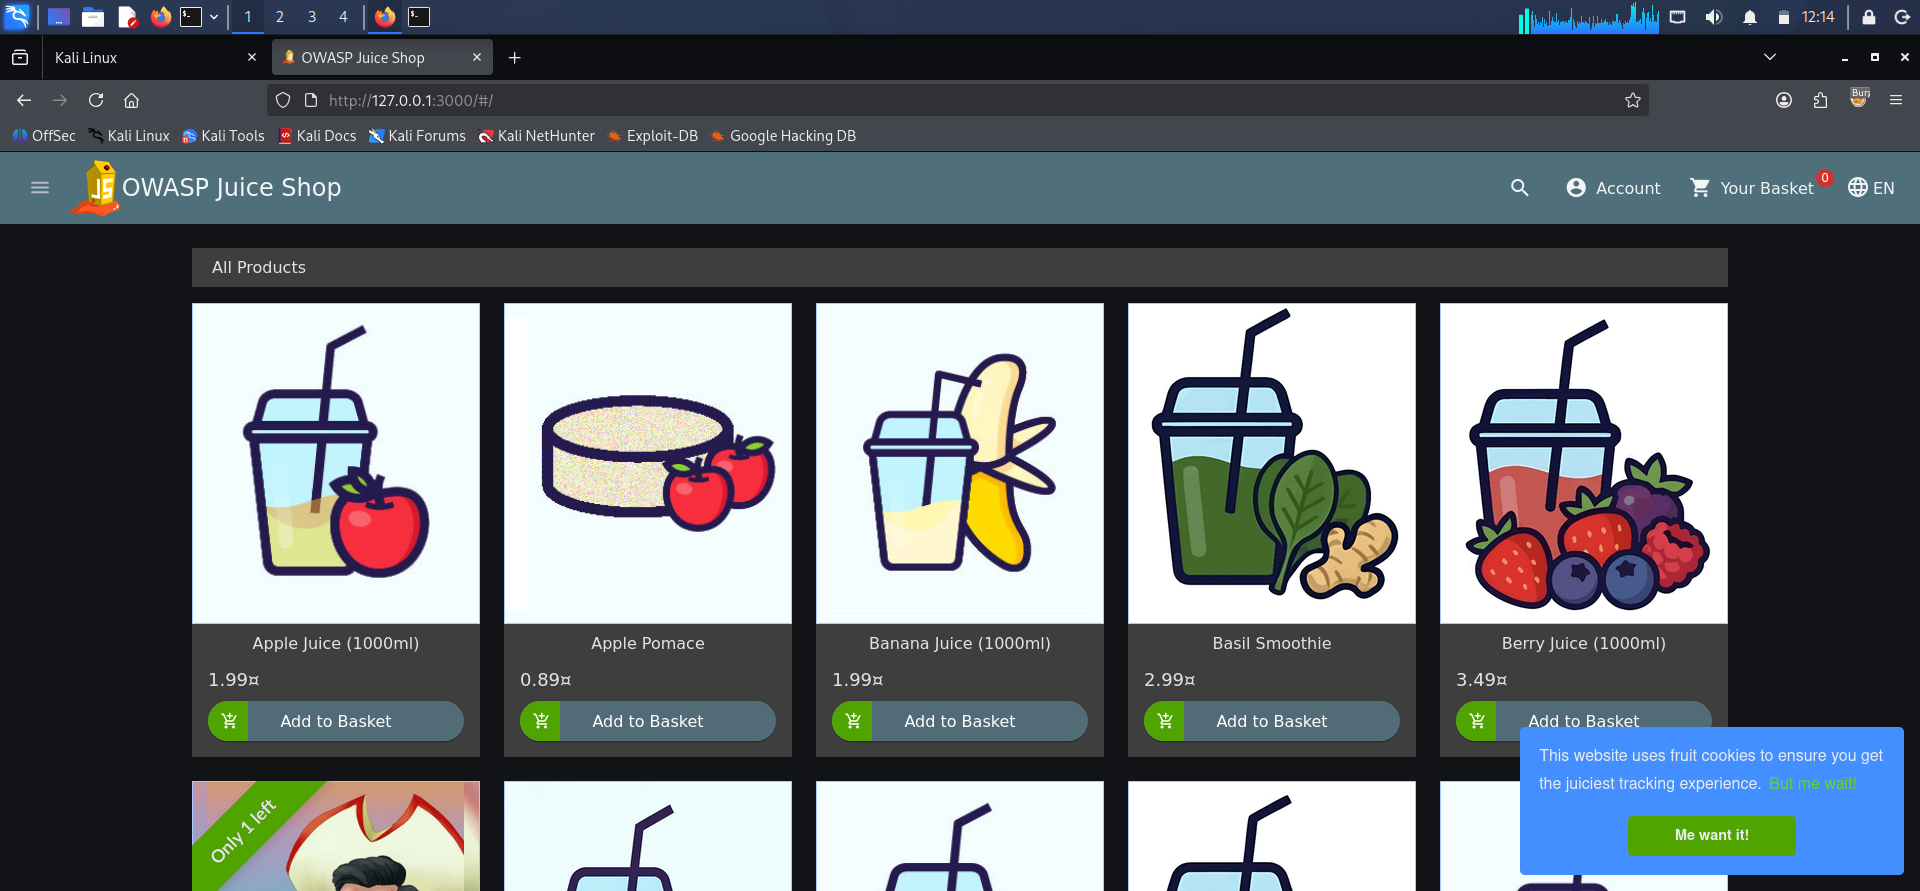 1 2 3 4 12:14
Kali Linux
OWASP Juice Shop
http://127.0.0.1:3000/#/
OffSec Kali Linux Kali Tools Kali Docs Kali Forums Kali NetHunter Exploit-DB Google Hacking DB
JS OWASP Juice Shop Account Your Basket 0 EN
All Products
Apple Juice (1000ml)
1.99¤
Add to Basket
Apple Pomace
0.89¤
Add to Basket
Banana Juice (1000ml)
1.99¤
Add to Basket
Basil Smoothie
2.99¤
Add to Basket
Berry Juice (1000ml)
3.49¤
Add to Basket
Only 1 left
This website uses fruit cookies to ensure you get
the juiciest tracking experience. But me wait!
Me want it!